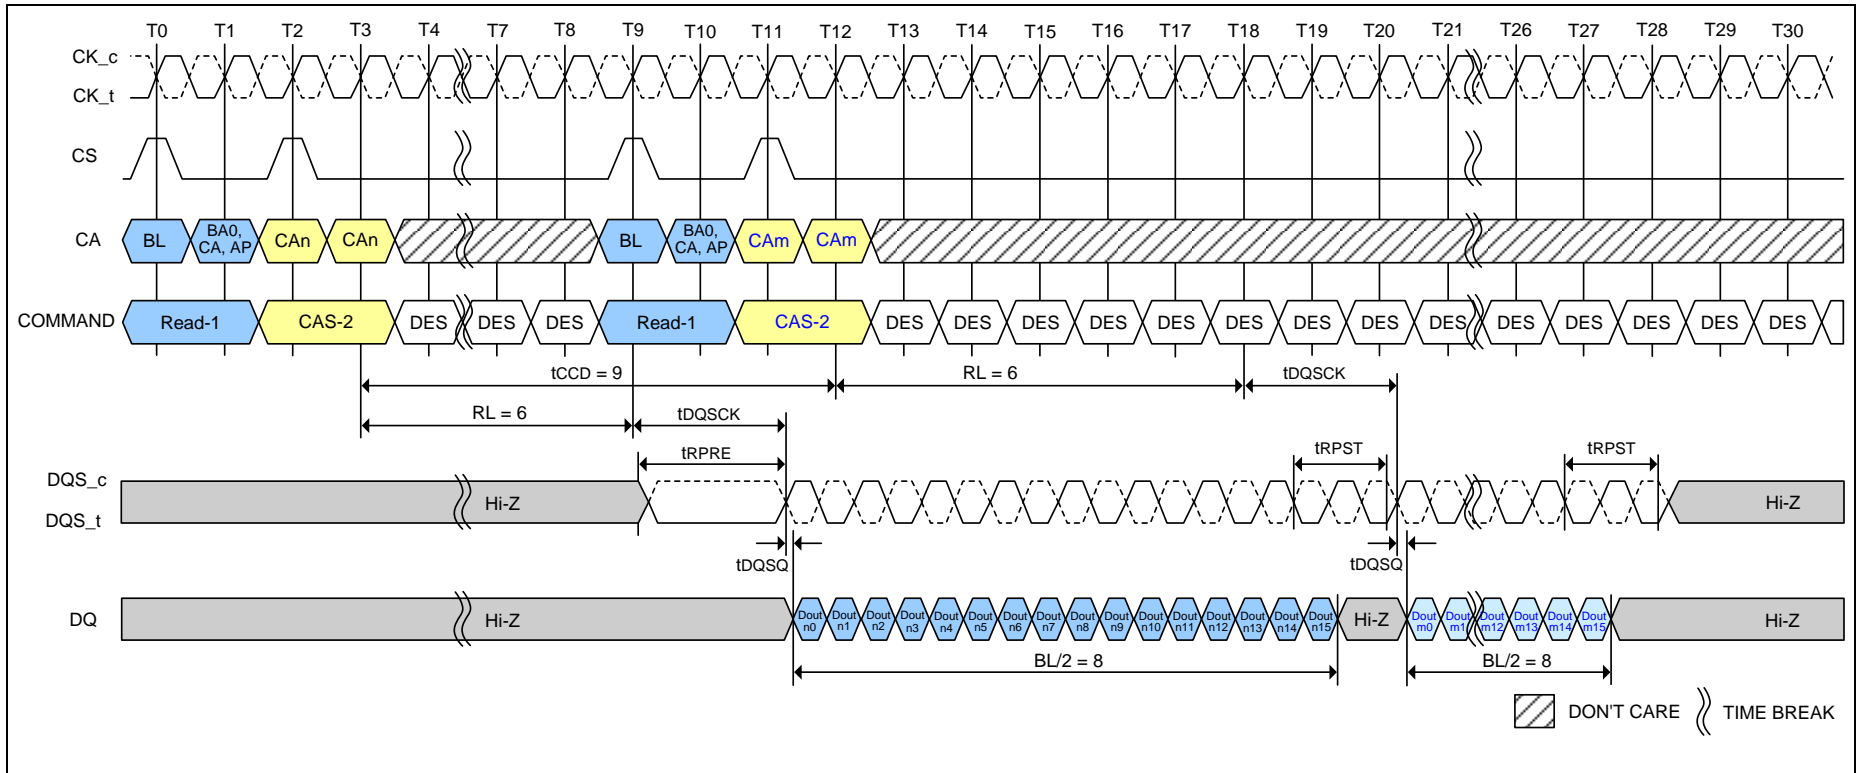 T0 T1 T2 T3 T4 T7 T8 T9 T10 T11 T12 T13 T14 T15 T16 T17 T18 T19 T20 T21 T26 T27 T28 T29 T30
CK_c
CK_t
CS
CA
BL
BA0,
CA, AP
CAn
CAn
BL
BA0,
CA, AP
CAm
CAm
COMMAND
Read-1 CAS-2 DES DES DES Read-1 CAS-2 DES DES DES DES DES DES DES DES DES DES DES DES DES DES
tCCD = 9
RL = 6
tDQSCK
RL = 6
tDQSCK
tRPRE
tRPST
tRPST
DQS_c
DQS_t
Hi-Z
Hi-Z
tDQSQ
tDQSQ
DQ
Hi-Z
Dout
n0
Dout
n1
Dout
n2
Dout
n3
Dout
n4
Dout
n5
Dout
n6
Dout
n7
Dout
n8
Dout
n9
Dout
n10
Dout
n11
Dout
n12
Dout
n13
Dout
n14
Dout
n15
Hi-Z
Dout
m0
Dout
m1
Dout
m12
Dout
m13
Dout
m14
Dout
m15
Hi-Z
BL/2 = 8
BL/2 = 8
DON'T CARE
TIME BREAK